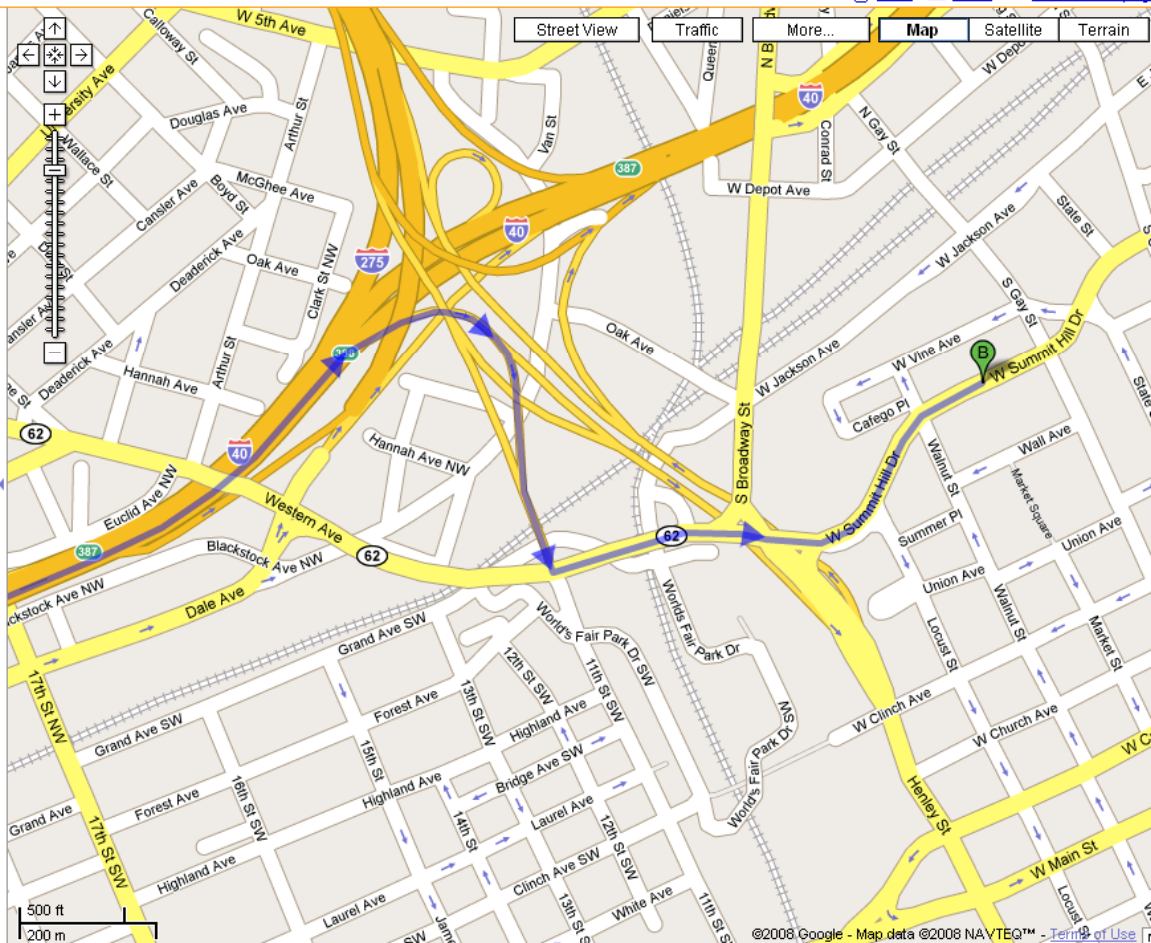 W 5th Ave
Street View
Traffic
More...
Map
Satellite
Terrain
Calloway St
University Ave
Douglas Ave
Arthur St
Van St
N B
40
W Depo
N Gay St
Conrad St
387
Wallace St
McGhee Ave
Boyd St
Cansler Ave
W Depot Ave
State St
W Jackson Ave
40
Deaderick Ave
275
Oak Ave
Clark St NW
S Gay St
Oak Ave
W Vine Ave
W Summit Hill Dr
B
Arthur St
Deaderick Ave
Hannah Ave
W Jackson Ave
Cafego Pl
State
62
40
Hannah Ave NW
S Broadway St
Walnut St
Wall Ave
Market Square
W Summit Hill Dr
Euclid Ave NW
Western Ave
62
62
Summer Pl
Union Ave
387
Blackstock Ave NW
ckstock Ave NW
Dale Ave
Worlds Fair Park Dr
Union Ave
Walnut St
Locust St
Market St
Grand Ave SW
World's Fair Park Dr SW
12th St SW
11th St SW
17th St NW
13th St SW
Forest Ave
Highland Ave
W Clinch Ave
Grand Ave SW
15th St
Bridge Ave SW
W Church Ave
World's Fair Park Dr SW
Highland Ave
16th St SW
Forest Ave
Laurel Ave
Henley St
Grand Ave
14th St
12th St SW
17th St SW
Highland Ave
Clinch Ave SW
W Main St
White Ave
Laurel Ave
13th St
11th St
Locust
500 ft
200 m
©2008 Google - Map data ©2008 NAVTEQ™ - Terms of Use